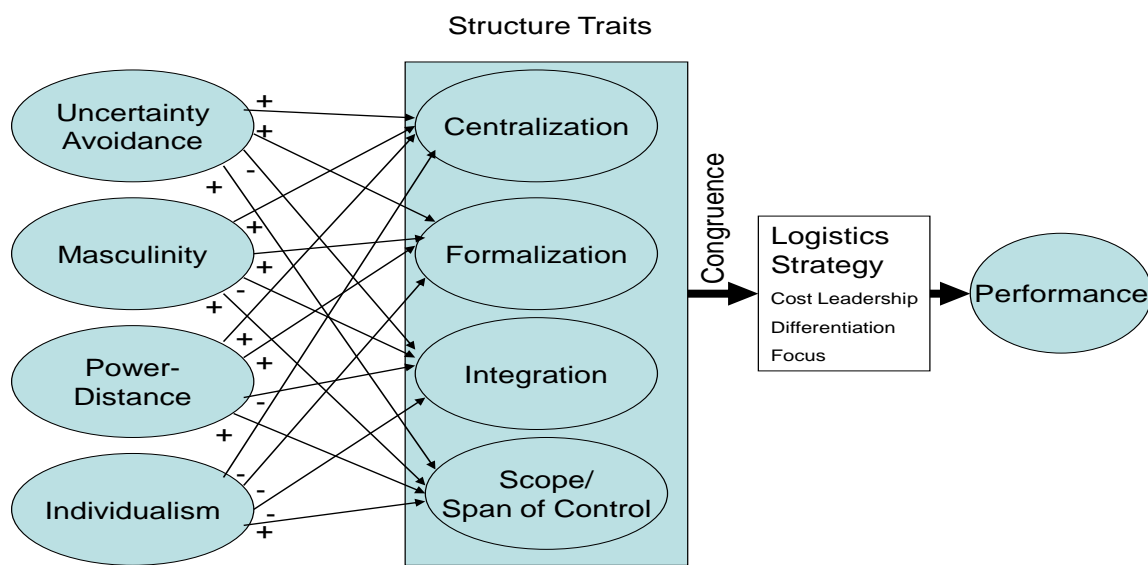 Structure Traits
Uncertainty
Avoidance
+
+
-
+
Masculinity
+
+
-
+
Power-
Distance
+
+
-
+
Individualism
-
-
-
+
Centralization
Formalization
Integration
Scope/
Span of Control
Congruence
Logistics
Strategy
Cost Leadership
Differentiation
Focus
Performance